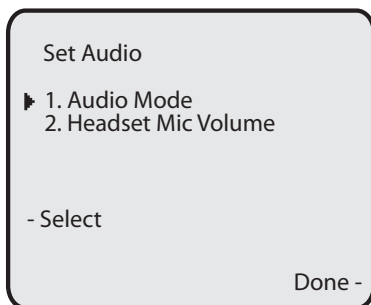 Set Audio
1. Audio Mode
2. Headset Mic Volume
- Select
Done -